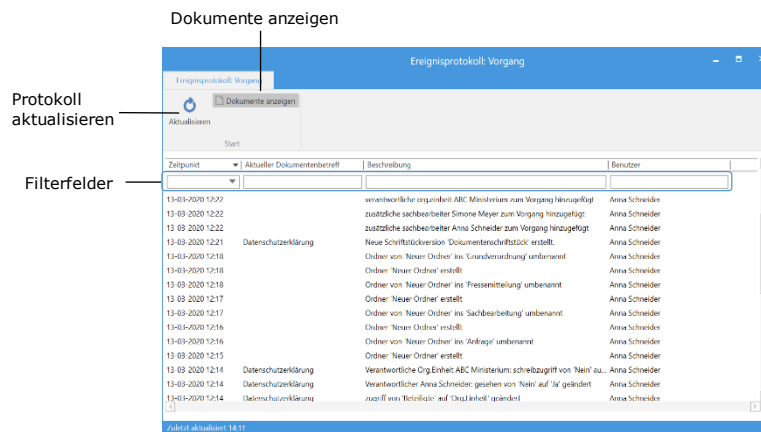 Dokumente anzeigen
Ereignisprotokoll: Vorgang
Ereignisprotokoll: Vorgang
Protokoll
aktualisieren
Dokumente anzeigen
Aktualisieren
Start
Zeitpunkt Aktueller Dokumentenbetreff Beschreibung Benutzer
Filterfelder
13-03-2020 12:22 verantwortliche org.einheit ABC Ministerium zum Vorgang hinzugefügt Anna Schneider
13-03-2020 12:22 zusätzliche sachbearbeiter Simone Meyer zum Vorgang hinzugefügt Anna Schneider
13-03-2020 12:22 zusätzliche sachbearbeiter Anna Schneider zum Vorgang hinzugefügt Anna Schneider
13-03-2020 12:21 Datenschutzerklärung Neue Schriftstückversion 'Dokumentenschriftstück' erstellt. Anna Schneider
13-03-2020 12:18 Ordner von 'Neuer Ordner' ins 'Grundverordnung' umbenannt Anna Schneider
13-03-2020 12:18 Ordner 'Neuer Ordner' erstellt Anna Schneider
13-03-2020 12:18 Ordner von 'Neuer Ordner' ins 'Pressemitteilung' umbenannt Anna Schneider
13-03-2020 12:17 Ordner 'Neuer Ordner' erstellt Anna Schneider
13-03-2020 12:17 Ordner von 'Neuer Ordner' ins 'Sachbearbeitung' umbenannt Anna Schneider
13-03-2020 12:16 Ordner 'Neuer Ordner' erstellt Anna Schneider
13-03-2020 12:16 Ordner von 'Neuer Ordner' ins 'Anfrage' umbenannt Anna Schneider
13-03-2020 12:15 Ordner 'Neuer Ordner' erstellt Anna Schneider
13-03-2020 12:14 Datenschutzerklärung Verantwortliche Org.Einheit ABC Ministerium: schreibzugriff von 'Nein' au... Anna Schneider
13-03-2020 12:14 Datenschutzerklärung Verantwortlicher Anna Schneider: gesehen von 'Nein' auf 'Ja' geändert Anna Schneider
13-03-2020 12:14 Datenschutzerklärung zugriff von 'Beteiligte' auf 'Org.Einheit' geändert Anna Schneider
Zuletzt aktualisiert 14:11